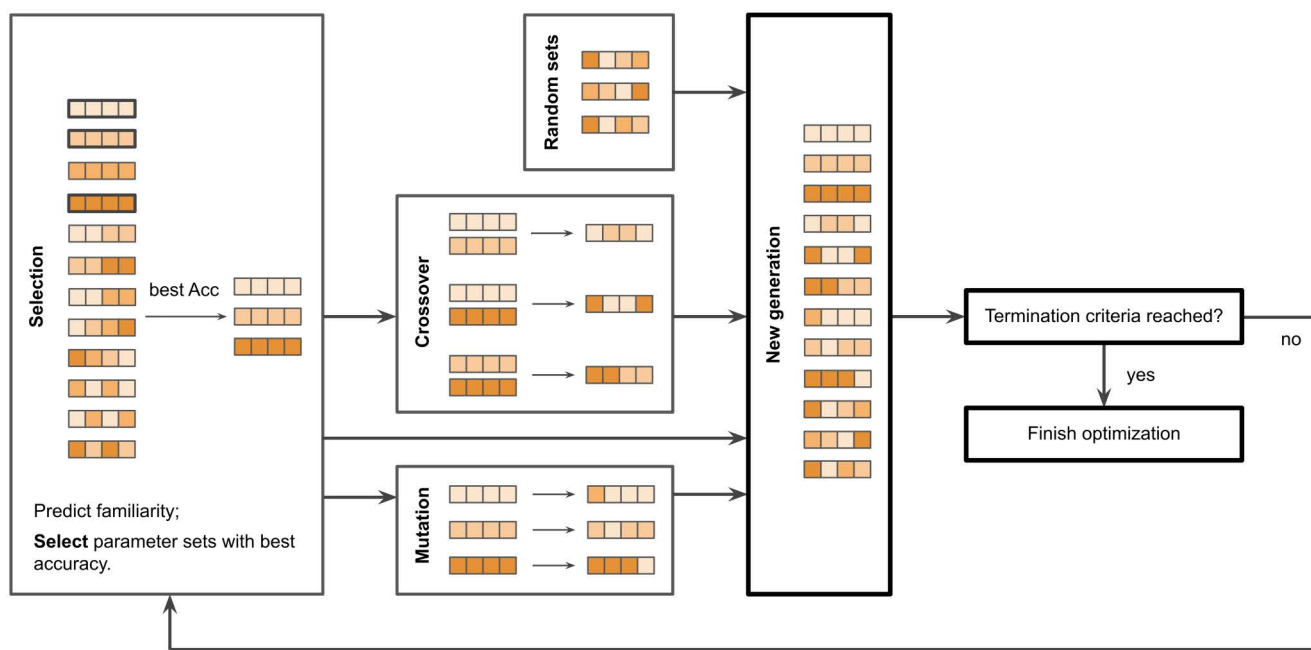 Selection
best Acc
Predict familiarity;
Select parameter sets with best
accuracy.
Random sets
Crossover
Mutation
New generation
Termination criteria reached?
no
yes
Finish optimization